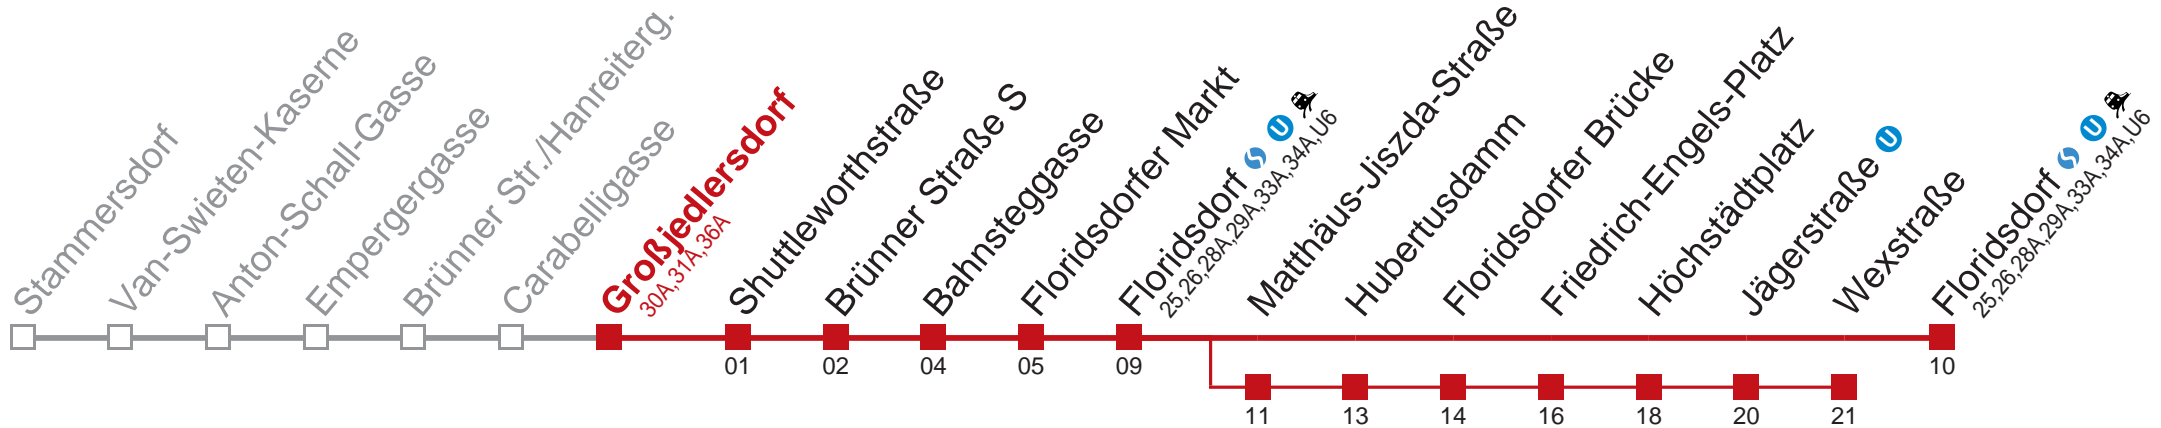 Stammersdorf
Van-Swieten-Kaserne
Anton-Schall-Gasse
Empergergasse
Brünner Str./Hanreiterg.
Carabelligasse
Großjedlersdorf
30A,31A,36A
Shuttleworthstraße
Brünner Straße S
Bahnsteggasse
Floridsdorfer Markt
Floridsdorf U
25,26,28A,29A,33A,34A,U6
Matthäus-Jiszda-Straße
Hubertusdamm
Floridsdorfer Brücke
Friedrich-Engels-Platz
Höchstädtplatz
Jägerstraße U
Wexstraße
Floridsdorf U
25,26,28A,29A,33A,34A,U6
01 02 04 05 09 10
11 13 14 16 18 20 21